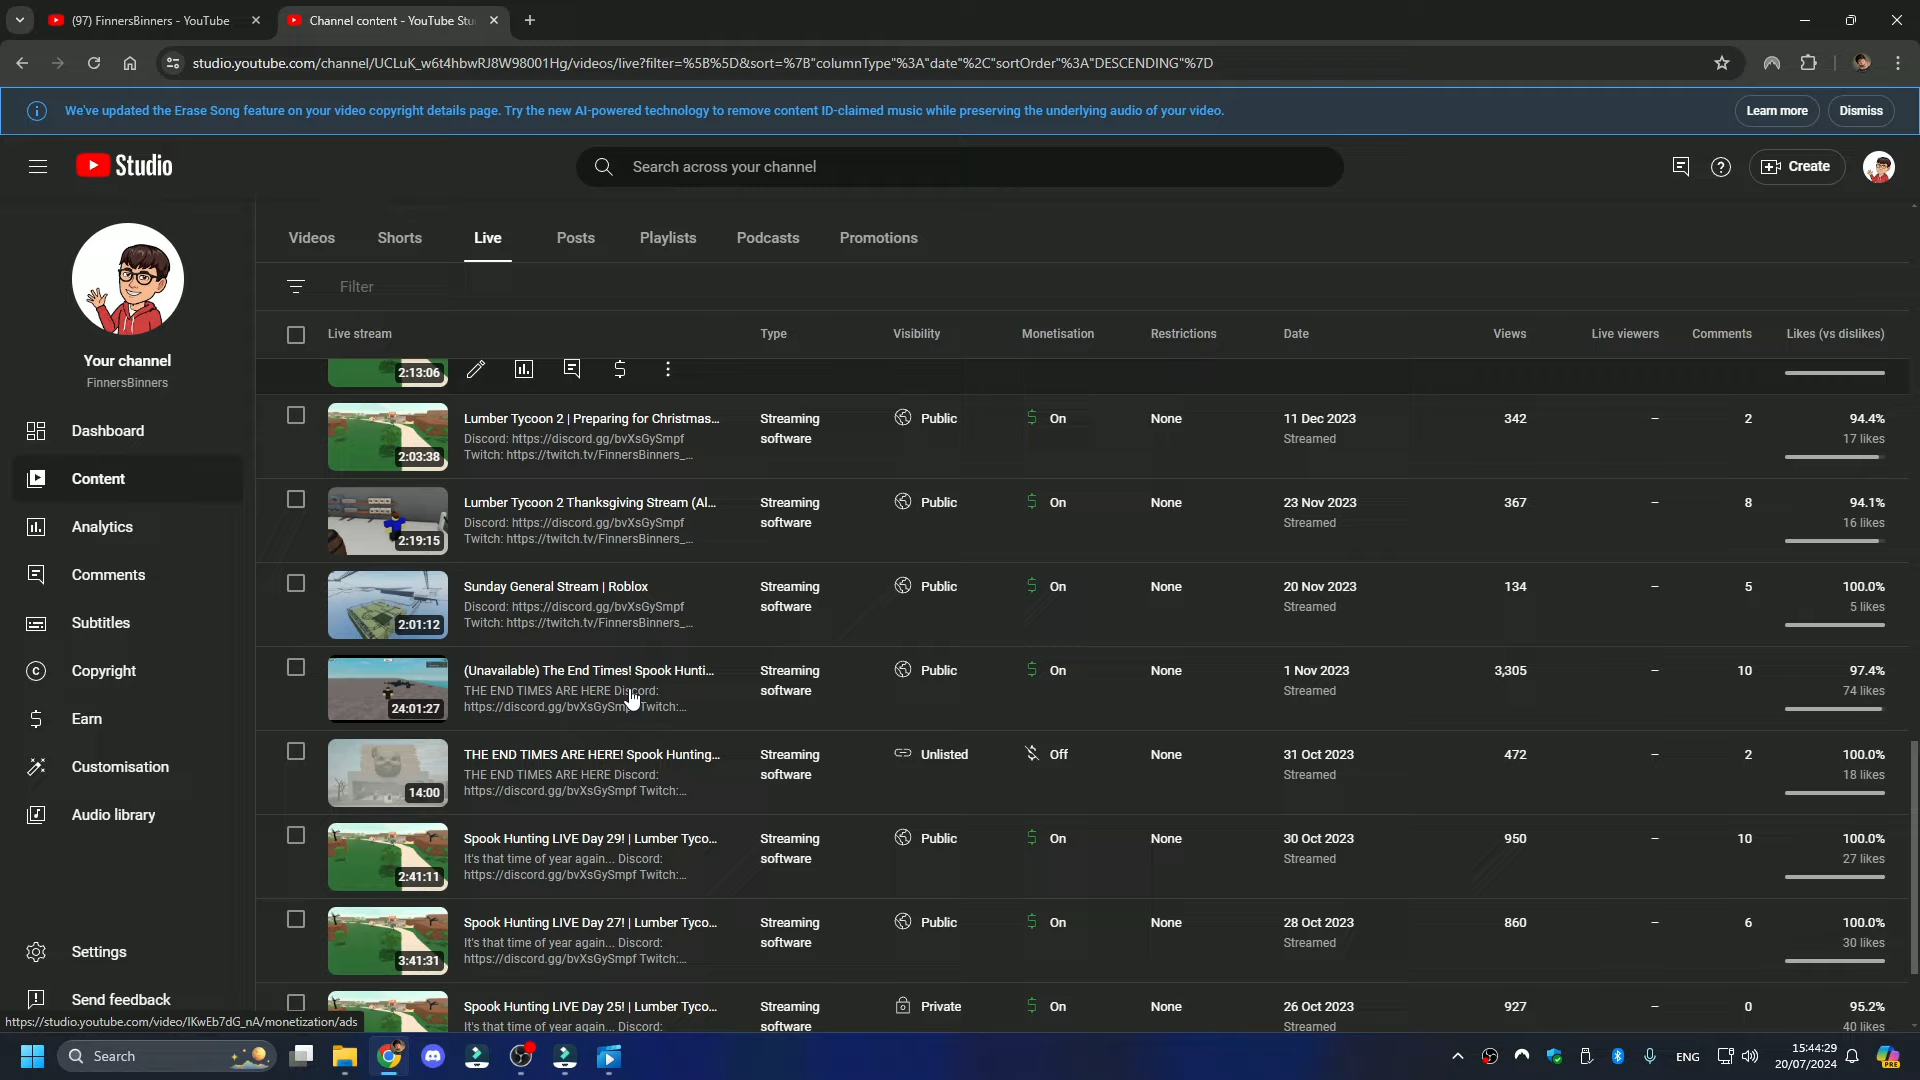 (97) FinnersBinners - YouTube
Channel content - YouTube Stu
studio.youtube.com/channel/UCLuK_w6t4hbwRJ8W98001Hg/videos/live?filter=%5B%5D&sort=%7B"columnType"%3A"date"%2C"sortOrder"%3A"DESCENDING"%7D
We've updated the Erase Song feature on your video copyright details page. Try the new AI-powered technology to remove content ID-claimed music while preserving the underlying audio of your video.
Learn more
Dismiss
Studio
Search across your channel
Create
Your channel
FinnersBinners
Dashboard
Content
Analytics
Comments
Subtitles
Copyright
Earn
Customisation
Audio library
Settings
Send feedback
Videos Shorts Live Posts Playlists Podcasts Promotions
Filter
Live stream Type Visibility Monetisation Restrictions Date Views Live viewers Comments Likes (vs dislikes)
2:13:06
Lumber Tycoon 2 | Preparing for Christmas... Streaming Public On None 11 Dec 2023 342 – 2 94.4%
Discord: https://discord.gg/bvXsGySmpf software Streamed 17 likes
2:03:38 Twitch: https://twitch.tv/FinnersBinners_...
Lumber Tycoon 2 Thanksgiving Stream (Al... Streaming Public On None 23 Nov 2023 367 – 8 94.1%
Discord: https://discord.gg/bvXsGySmpf software Streamed 16 likes
2:19:15 Twitch: https://twitch.tv/FinnersBinners_...
Sunday General Stream | Roblox Streaming Public On None 20 Nov 2023 134 – 5 100.0%
Discord: https://discord.gg/bvXsGySmpf software Streamed 5 likes
2:01:12 Twitch: https://twitch.tv/FinnersBinners_...
(Unavailable) The End Times! Spook Hunti... Streaming Public On None 1 Nov 2023 3,305 – 10 97.4%
THE END TIMES ARE HERE Discord: software Streamed 74 likes
24:01:27 https://discord.gg/bvXsGySmpf Twitch:...
THE END TIMES ARE HERE! Spook Hunting... Streaming Unlisted Off None 31 Oct 2023 472 – 2 100.0%
THE END TIMES ARE HERE Discord: software Streamed 18 likes
14:00 https://discord.gg/bvXsGySmpf Twitch:...
Spook Hunting LIVE Day 29! | Lumber Tyco... Streaming Public On None 30 Oct 2023 950 – 10 100.0%
It's that time of year again... Discord: software Streamed 27 likes
2:41:11 https://discord.gg/bvXsGySmpf Twitch:...
Spook Hunting LIVE Day 27! | Lumber Tyco... Streaming Public On None 28 Oct 2023 860 – 6 100.0%
It's that time of year again... Discord: software Streamed 30 likes
3:41:31 https://discord.gg/bvXsGySmpf Twitch:...
Spook Hunting LIVE Day 25! | Lumber Tyco... Streaming Private On None 26 Oct 2023 927 – 0 95.2%
It's that time of year again... Discord: software Streamed 40 likes
https://studio.youtube.com/video/IKwEb7dG_nA/monetization/ads
Search
ENG
15:44:29
20/07/2024
PRE